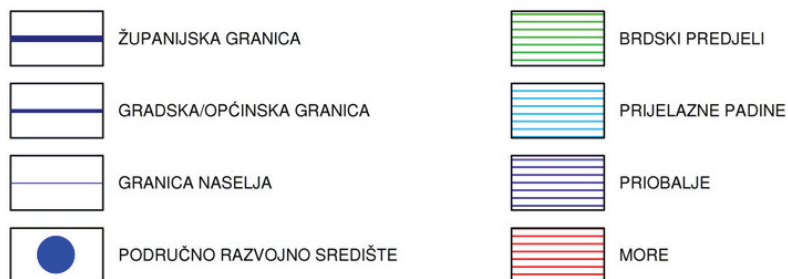 ŽUPANIJSKA GRANICA
GRADSKA/OPĆINSKA GRANICA
GRANICA NASELJA
PODRUČNO RAZVOJNO SREDIŠTE
BRDSKI PREDJELI
PRIJELAZNE PADINE
PRIOBALJE
MORE